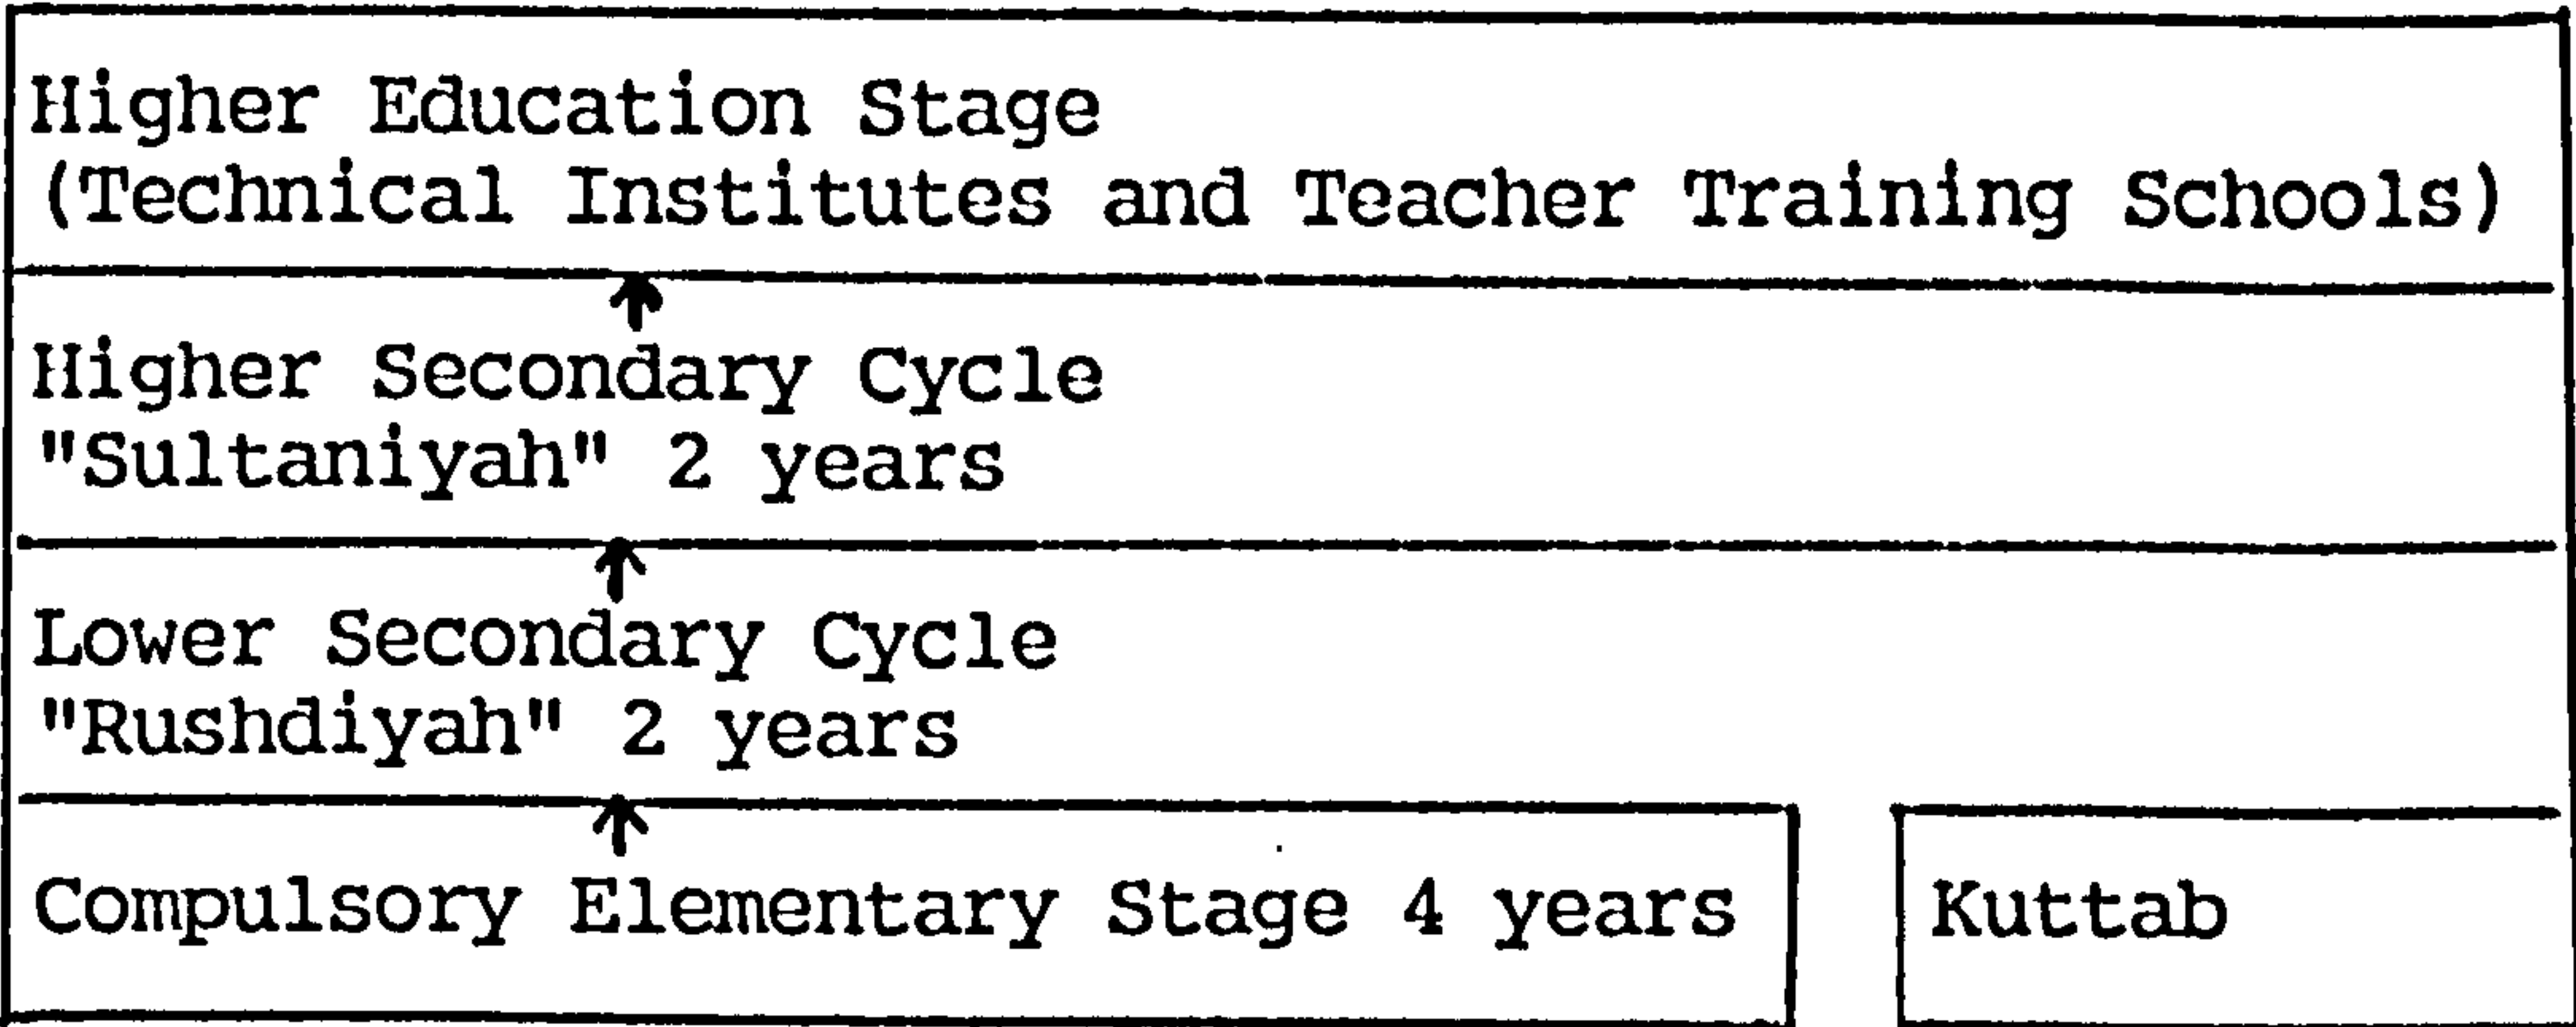 Higher Education Stage
(Technical Institutes and Teacher Training Schools)
Higher Secondary Cycle
"Sultaniyah" 2 years
Lower Secondary Cycle
"Rushdiyah" 2 years
Compulsory Elementary Stage 4 years
Kuttab